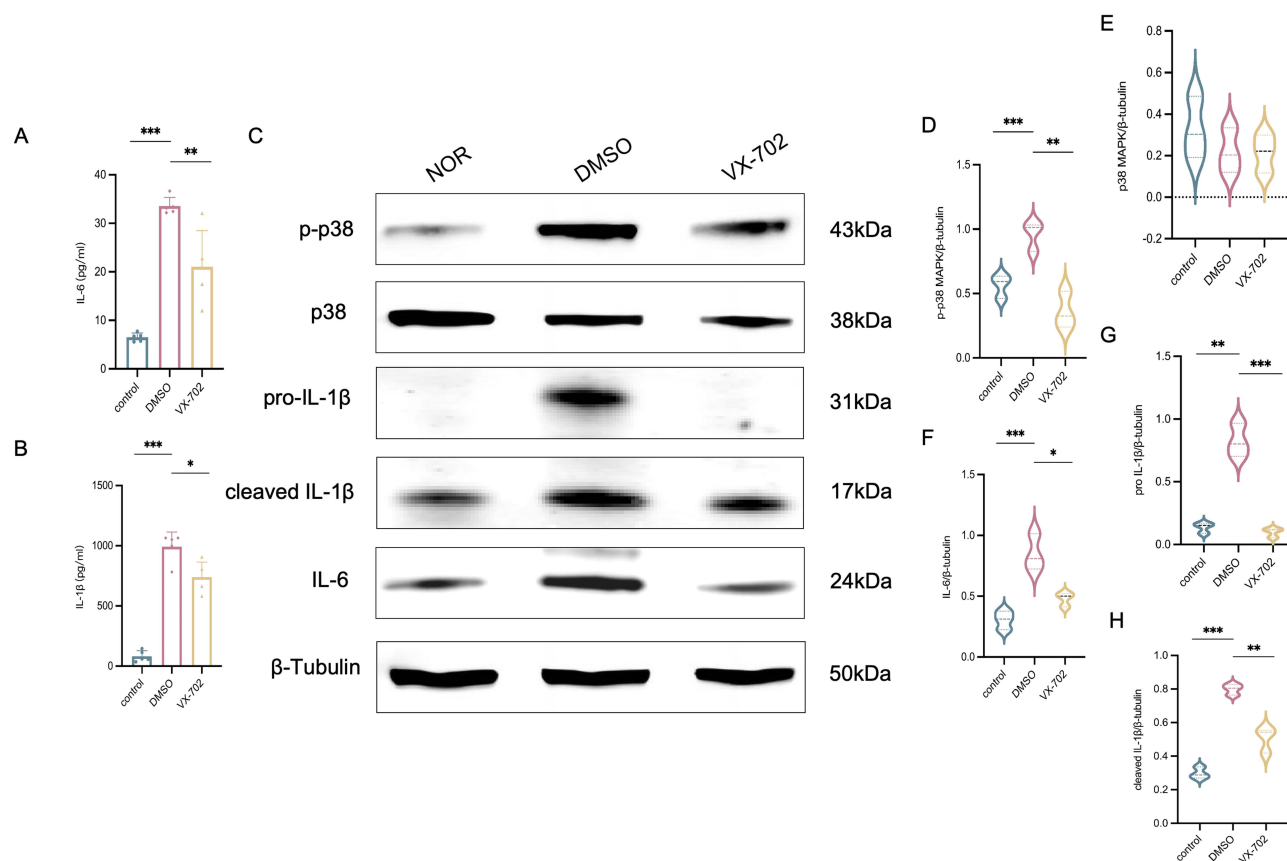 A
***
**
IL-6 (pg/ml)
40
30
20
10
0
control
DMSO
VX-702
B
***
*
IL-1β (pg/ml)
1500
1000
500
0
control
DMSO
VX-702
C
NOR
DMSO
VX-702
p-p38
43kDa
p38
38kDa
pro-IL-1β
31kDa
cleaved IL-1β
17kDa
IL-6
24kDa
β-Tubulin
50kDa
D
***
**
p-p38 MAPK/β-tubulin
1.5
1.0
0.5
0.0
control
DMSO
VX-702
E
p38 MAPK/β-tubulin
0.8
0.6
0.4
0.2
0.0
-0.2
control
DMSO
VX-702
F
***
*
IL-6/β-tubulin
1.5
1.0
0.5
0.0
control
DMSO
VX-702
G
**
***
pro IL-1β/β-tubulin
1.5
1.0
0.5
0.0
control
DMSO
VX-702
H
***
**
cleaved IL-1β/β-tubulin
1.0
0.8
0.6
0.4
0.2
0.0
control
DMSO
VX-702